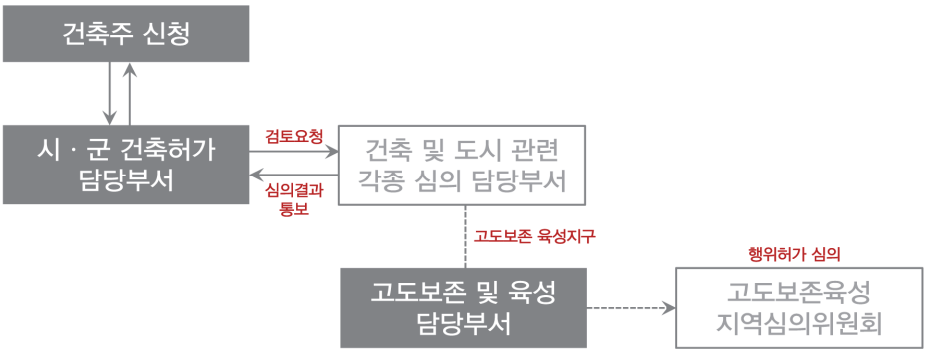 건축주 신청
시 · 군 건축허가
담당부서
검토요청
심의결과
통보
건축 및 도시 관련
각종 심의 담당부서
고도보존 육성지구
고도보존 및 육성
담당부서
행위허가 심의
고도보존육성
지역심의위원회